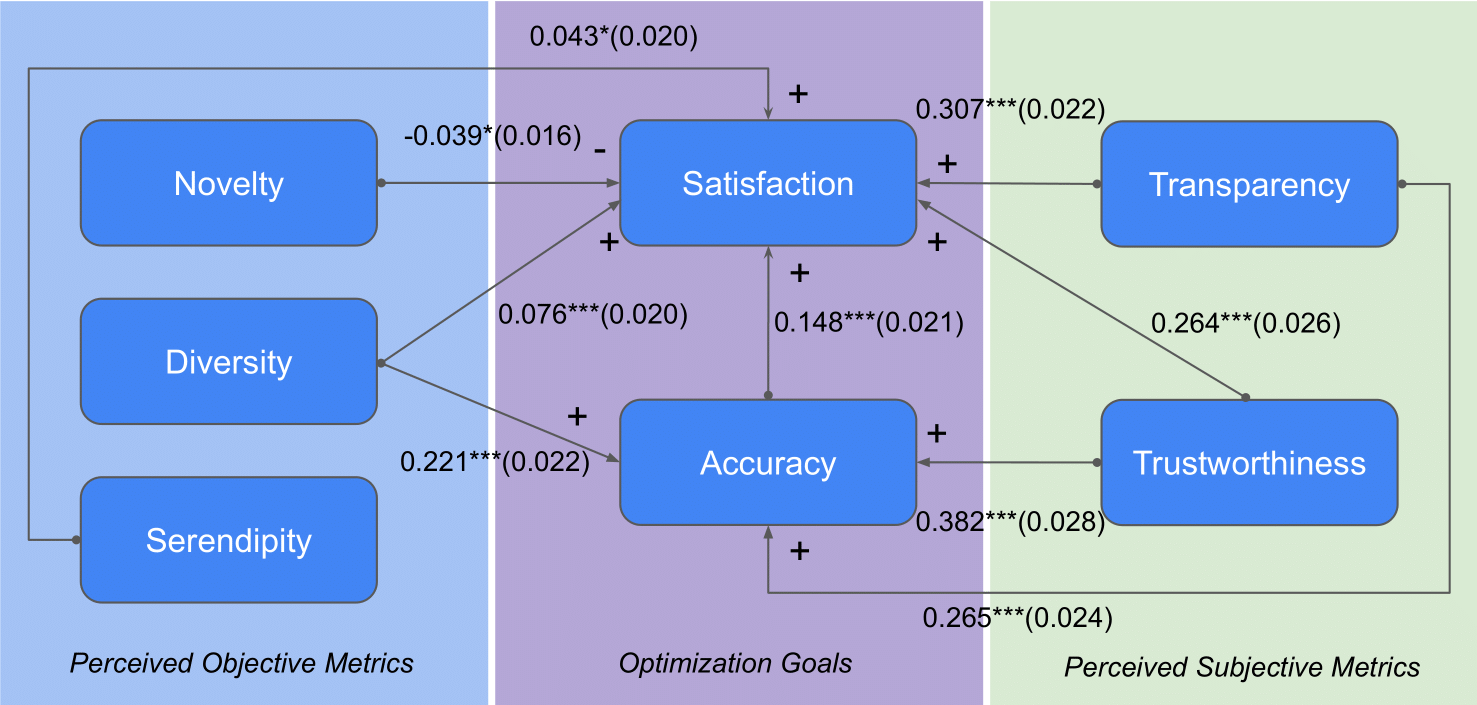 0.043*(0.020)
+
0.307***(0.022)
-0.039*(0.016)
-
Novelty
Satisfaction
+
Transparency
+
+
+
0.076***(0.020)
0.148***(0.021)
0.264***(0.026)
Diversity
+
+
0.221***(0.022)
Accuracy
Trustworthiness
0.382***(0.028)
Serendipity
+
0.265***(0.024)
Perceived Objective Metrics
Optimization Goals
Perceived Subjective Metrics